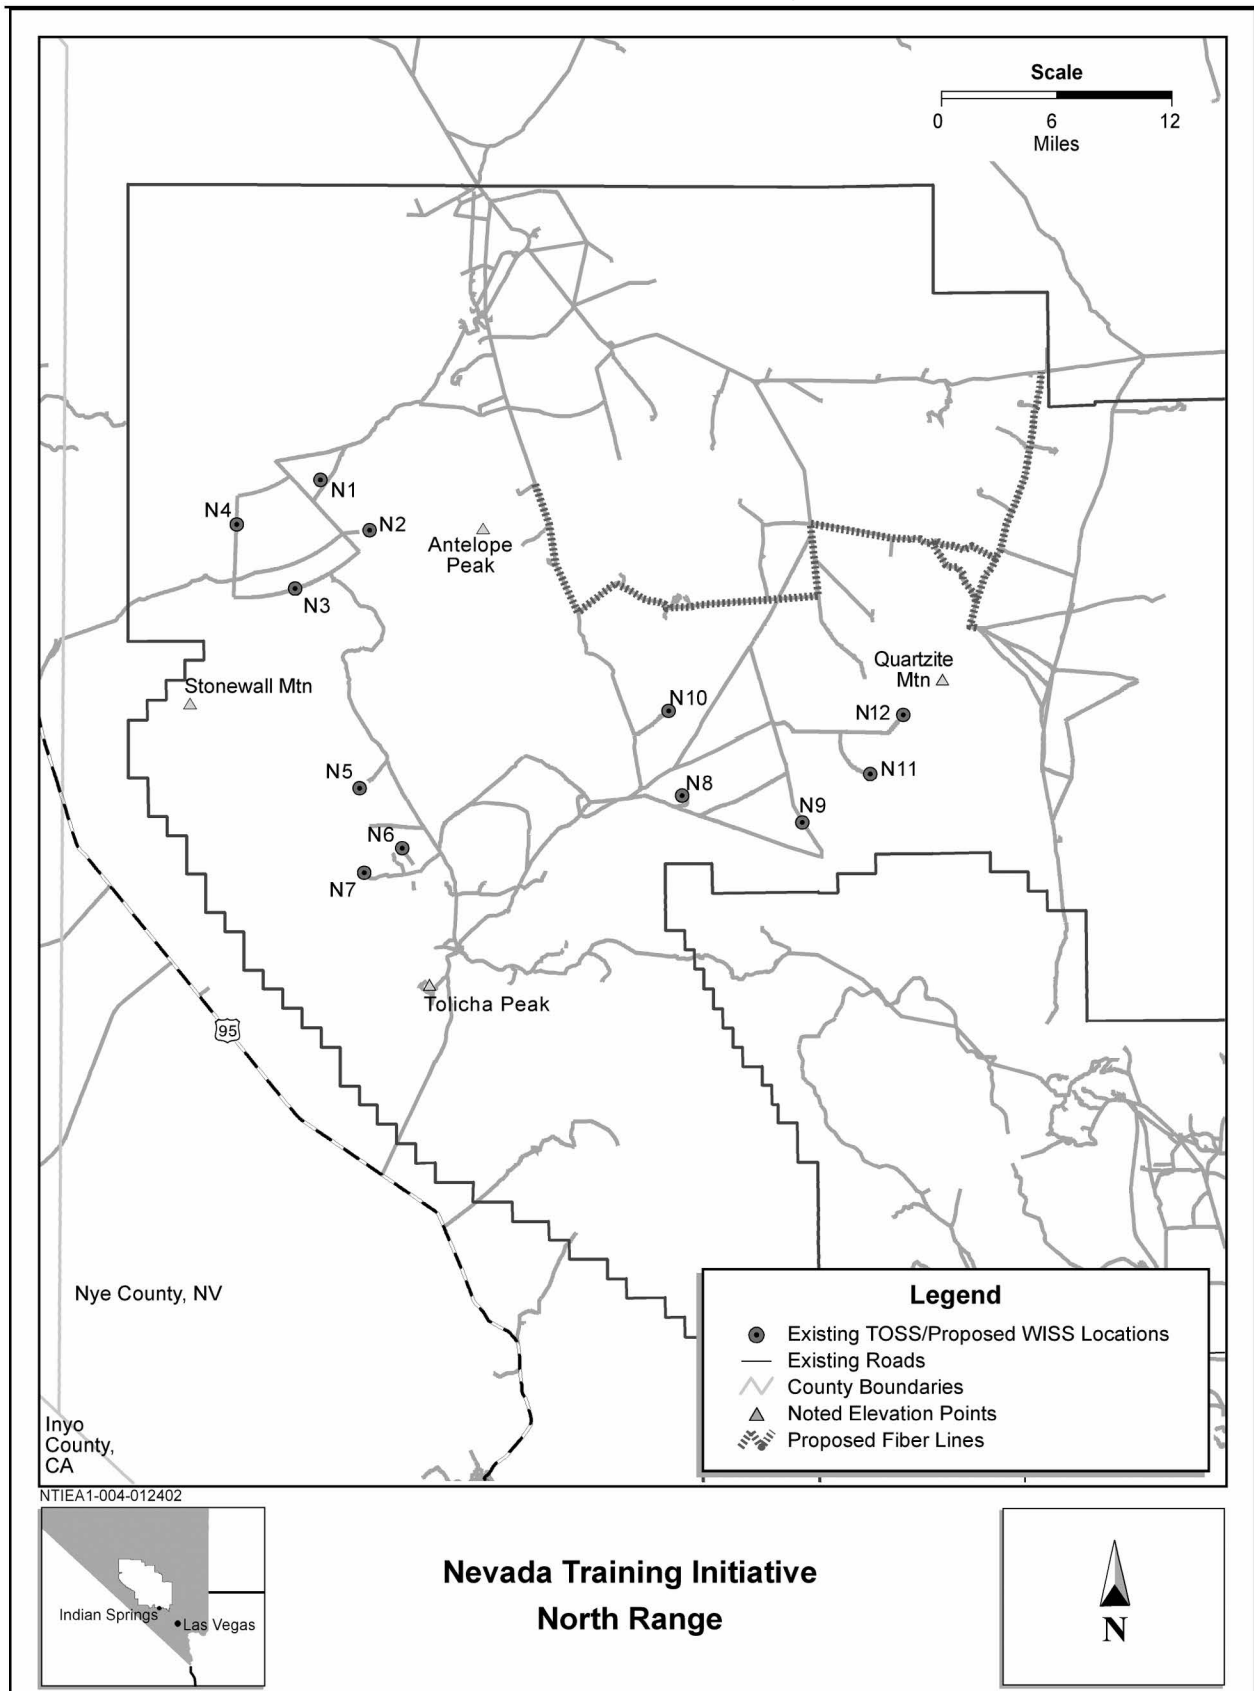 Scale
0 6 12
Miles
N1
N4
N2
Antelope
Peak
N3
Quartzite
Mtn
Stonewall Mtn
N10
N12
N5
N11
N8
N9
N6
N7
Tolicha Peak
95
Nye County, NV
Legend
Existing TOSS/Proposed WISS Locations
Existing Roads
County Boundaries
Noted Elevation Points
Proposed Fiber Lines
Inyo
County,
CA
NTIEA1-004-012402
Indian Springs
Las Vegas
Nevada Training Initiative
North Range
N